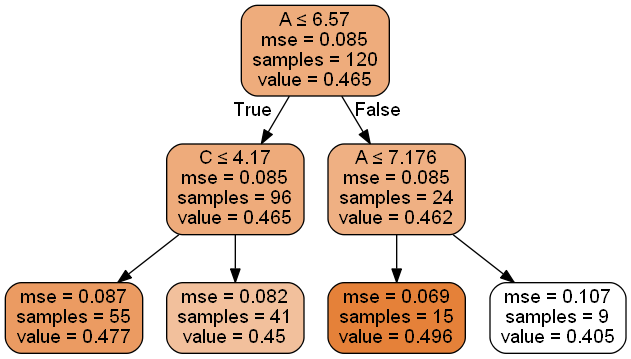 A ≤ 6.57
mse = 0.085
samples = 120
value = 0.465
True
False
C ≤ 4.17
mse = 0.085
samples = 96
value = 0.465
A ≤ 7.176
mse = 0.085
samples = 24
value = 0.462
mse = 0.087
samples = 55
value = 0.477
mse = 0.082
samples = 41
value = 0.45
mse = 0.069
samples = 15
value = 0.496
mse = 0.107
samples = 9
value = 0.405